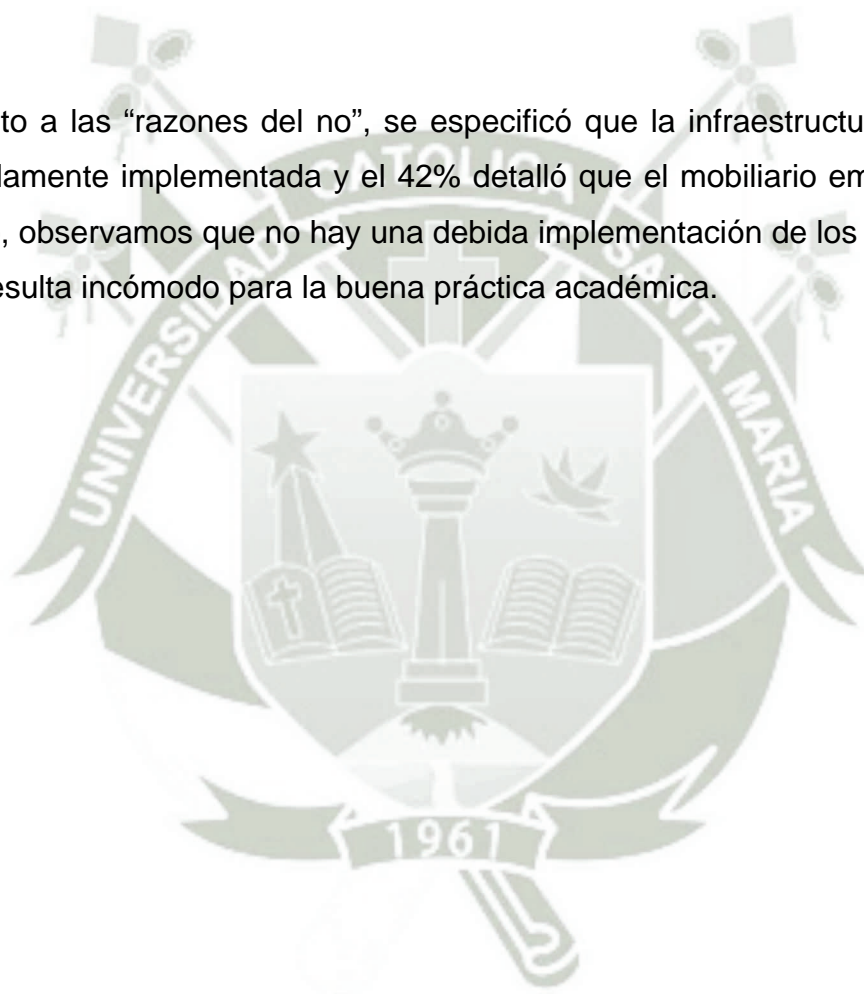 to a las “razones del no”, se especificó que la infraestructu
lamente implementada y el 42% detalló que el mobiliario em
, observamos que no hay una debida implementación de los
esulta incómodo para la buena práctica académica.
UNIVERSIDAD CATOLICA SANTA MARIA
1961